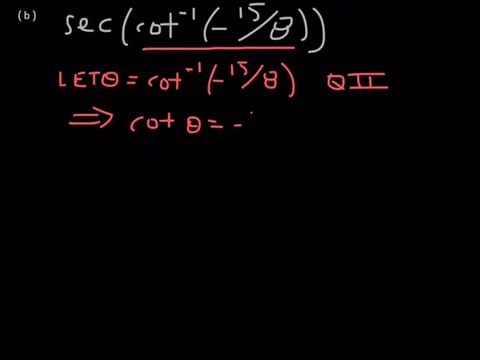 (b) sec(cot⁻¹(-15/8))
LET θ = cot⁻¹(-15/8) QII
⟹ cot θ = -